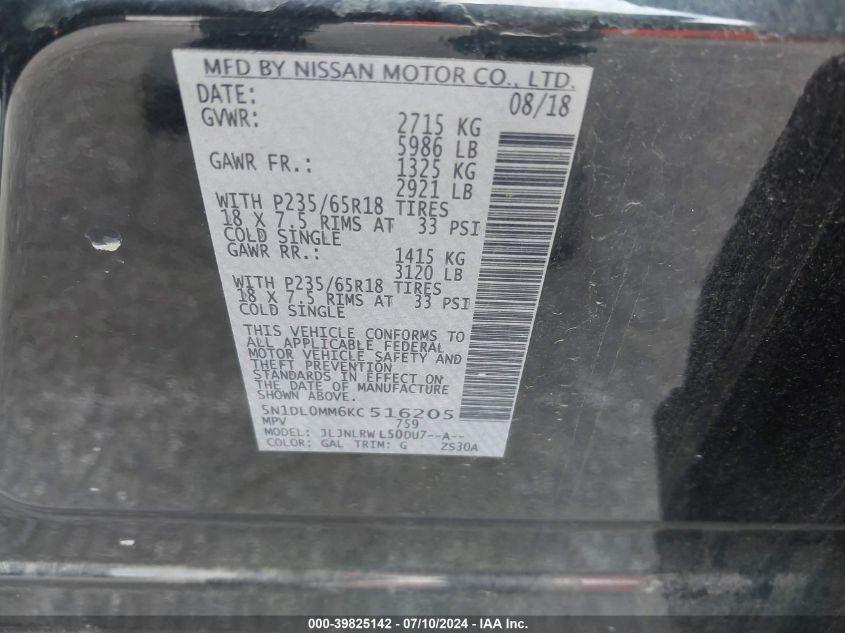 MFD BY NISSAN MOTOR CO., LTD.
DATE: 08/18
GVWR: 2715 KG
5986 LB
GAWR FR.: 1325 KG
2921 LB
WITH P235/65R18 TIRES
18 X 7.5 RIMS AT 33 PSI
COLD SINGLE
GAWR RR.: 1415 KG
3120 LB
WITH P235/65R18 TIRES
18 X 7.5 RIMS AT 33 PSI
COLD SINGLE
THIS VEHICLE CONFORMS TO
ALL APPLICABLE FEDERAL
MOTOR VEHICLE SAFETY AND
THEFT PREVENTION
STANDARDS IN EFFECT ON
THE DATE OF MANUFACTURE
SHOWN ABOVE.
5N1DL0MM6KC516205
MPV 759
MODEL: JLJNLRWL50DU7--A--
COLOR: GAL TRIM: G 2S30A
000-39825142 - 07/10/2024 - IAA Inc.